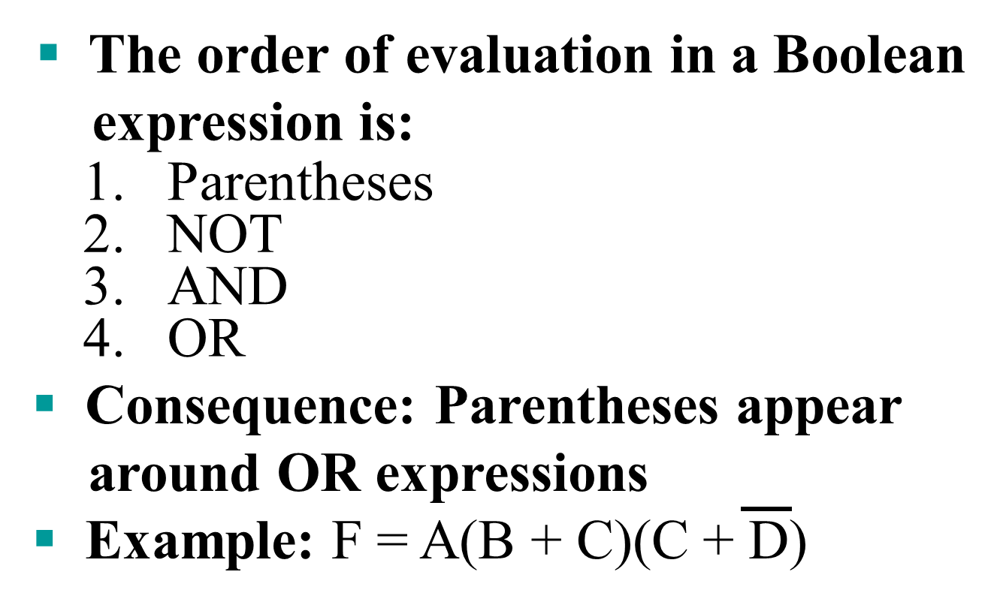 ▪ The order of evaluation in a Boolean
expression is:
1. Parentheses
2. NOT
3. AND
4. OR
▪ Consequence: Parentheses appear
around OR expressions
▪ Example: F = A(B + C)(C + D̅)